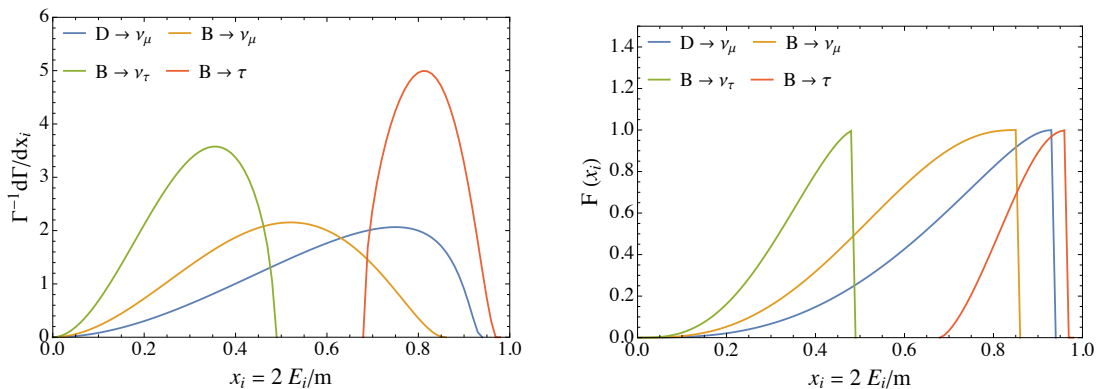 6
5
4
3
2
1
0
0.0 0.2 0.4 0.6 0.8 1.0
D → ν_μ B → ν_μ
B → ν_τ B → τ
Γ⁻¹dΓ/dx_i
x_i = 2 E_i/m
1.4
1.2
1.0
0.8
0.6
0.4
0.2
0.0
0.0 0.2 0.4 0.6 0.8 1.0
D → ν_μ B → ν_μ
B → ν_τ B → τ
F (x_i)
x_i = 2 E_i/m